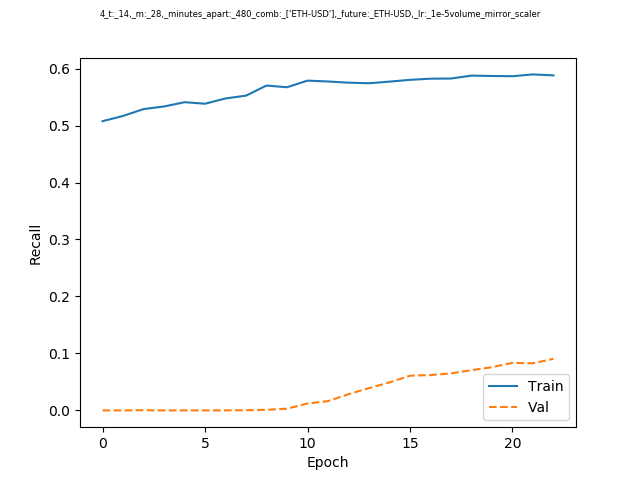 4_t:_14,_m:_28,_minutes_apart:_480_comb:_['ETH-USD'],_future:_ETH-USD,_lr:_1e-5volume_mirror_scaler
0.6
0.5
0.4
0.3
0.2
0.1
0.0
Recall
Train
Val
0 5 10 15 20
Epoch